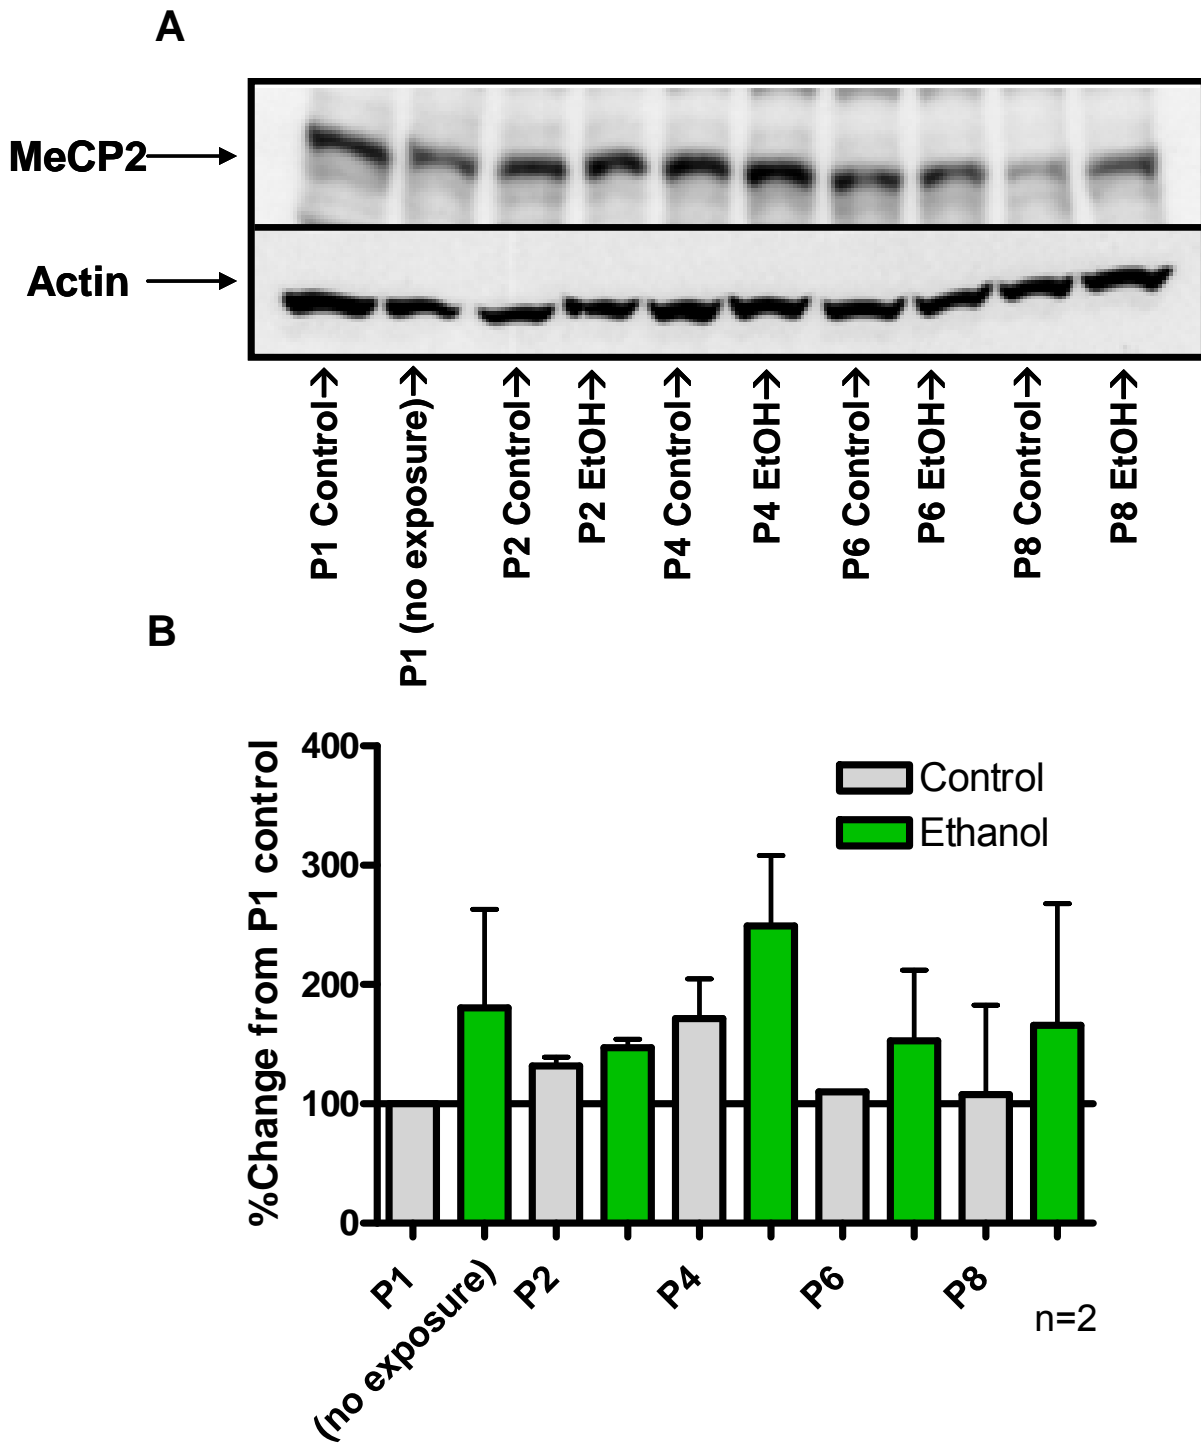 A
MeCP2
Actin
P1 Control
P1 (no exposure)
P2 Control
P2 EtOH
P4 Control
P4 EtOH
P6 Control
P6 EtOH
P8 Control
P8 EtOH
B
%Change from P1 control
400
300
200
100
0
Control
Ethanol
P1
(no exposure)
P2
P4
P6
P8
n=2